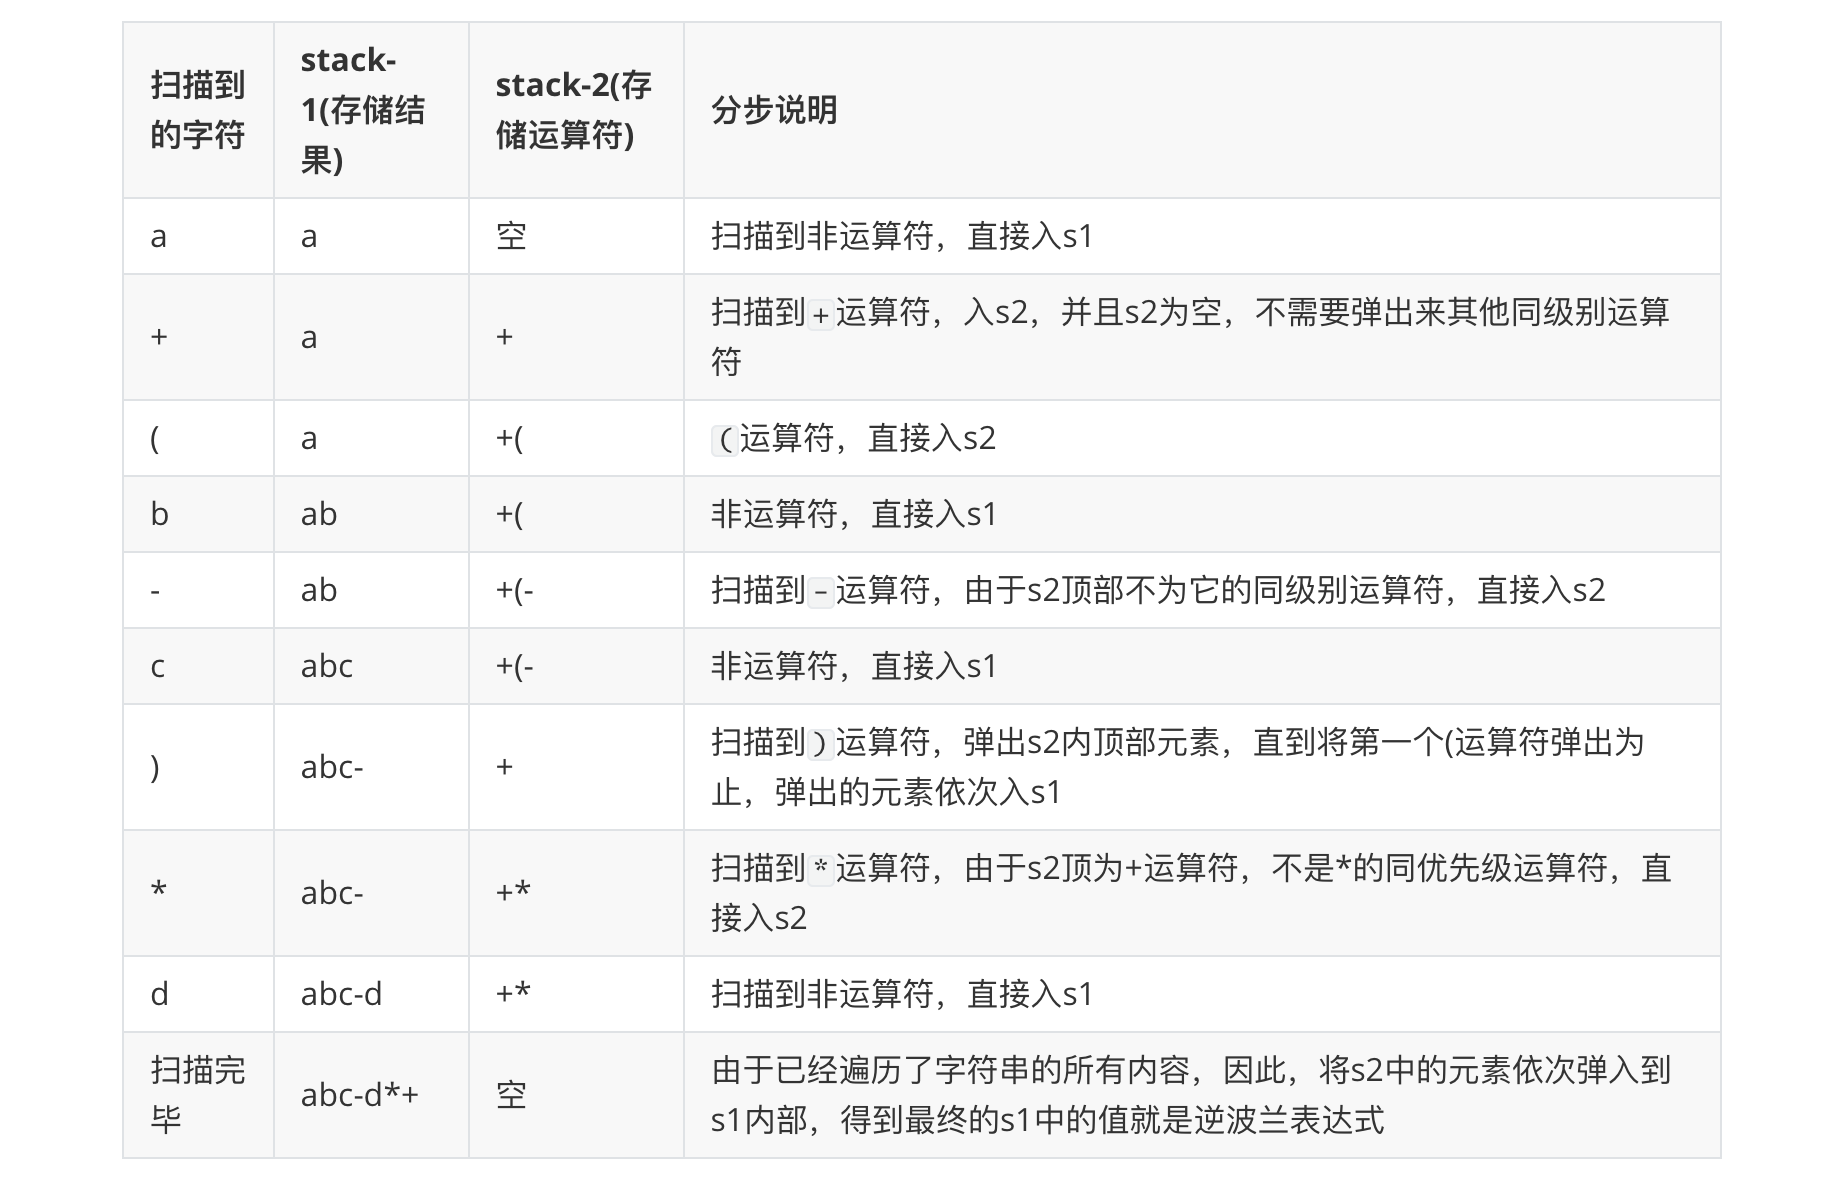 扫描到
的字符
stack-
1(存储结
果)
stack-2(存
储运算符)
分步说明
a
a
空
扫描到非运算符，直接入s1
+
a
+
扫描到+运算符，入s2，并且s2为空，不需要弹出来其他同级别运算
符
(
a
+(
(运算符，直接入s2
b
ab
+(
非运算符，直接入s1
-
ab
+(-
扫描到-运算符，由于s2顶部不为它的同级别运算符，直接入s2
c
abc
+(-
非运算符，直接入s1
)
abc-
+
扫描到)运算符，弹出s2内顶部元素，直到将第一个(运算符弹出为
止，弹出的元素依次入s1
*
abc-
+*
扫描到*运算符，由于s2顶为+运算符，不是*的同优先级运算符，直
接入s2
d
abc-d
+*
扫描到非运算符，直接入s1
扫描完
毕
abc-d*+
空
由于已经遍历了字符串的所有内容，因此，将s2中的元素依次弹入到
s1内部，得到最终的s1中的值就是逆波兰表达式